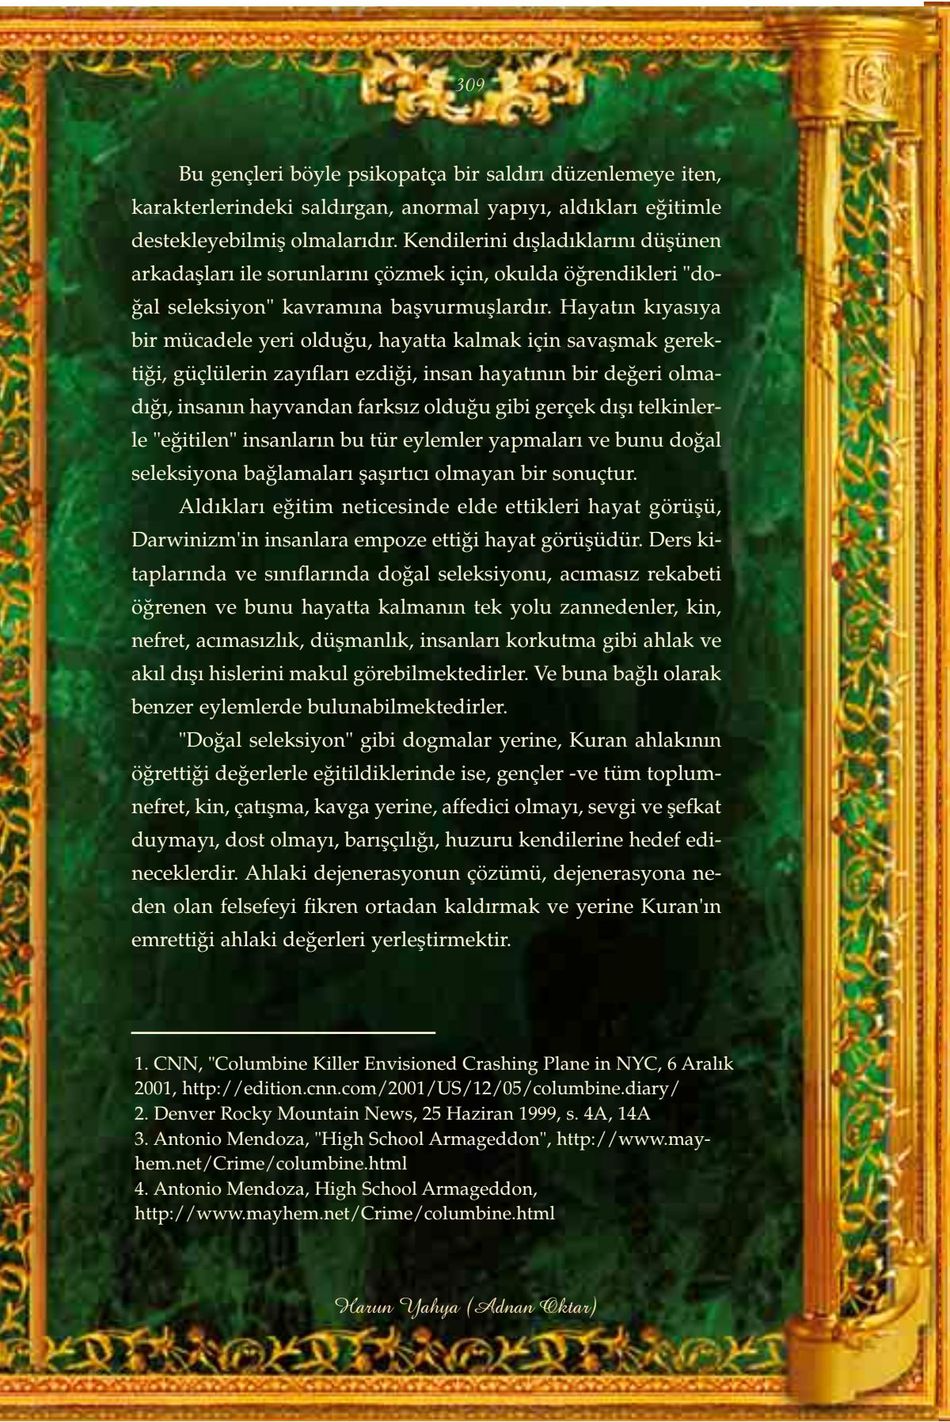 309
Bu gençleri böyle psikopatça bir saldırı düzenlemeye iten,
karakterlerindeki saldırgan, anormal yapıyı, aldıkları eğitimle
destekleyebilmiş olmalarıdır. Kendilerini dışladıklarını düşünen
arkadaşları ile sorunlarını çözmek için, okulda öğrendikleri "do-
ğal seleksiyon" kavramına başvurmuşlardır. Hayatın kıyasıya
bir mücadele yeri olduğu, hayatta kalmak için savaşmak gerek-
tiği, güçlülerin zayıfları ezdiği, insan hayatının bir değeri olma-
dığı, insanın hayvandan farksız olduğu gibi gerçek dışı telkinler-
le "eğitilen" insanların bu tür eylemler yapmaları ve bunu doğal
seleksiyona bağlamaları şaşırtıcı olmayan bir sonuçtur.
Aldıkları eğitim neticesinde elde ettikleri hayat görüşü,
Darwinizm'in insanlara empoze ettiği hayat görüşüdür. Ders ki-
taplarında ve sınıflarında doğal seleksiyonu, acımasız rekabeti
öğrenen ve bunu hayatta kalmanın tek yolu zannedenler, kin,
nefret, acımasızlık, düşmanlık, insanları korkutma gibi ahlak ve
akıl dışı hislerini makul görebilmektedirler. Ve buna bağlı olarak
benzer eylemlerde bulunabilmektedirler.
"Doğal seleksiyon" gibi dogmalar yerine, Kuran ahlakının
öğrettiği değerlerle eğitildiklerinde ise, gençler -ve tüm toplum-
nefret, kin, çatışma, kavga yerine, affedici olmayı, sevgi ve şefkat
duymayı, dost olmayı, barışçılığı, huzuru kendilerine hedef edi-
neceklerdir. Ahlaki dejenerasyonun çözümü, dejenerasyona ne-
den olan felsefeyi fikren ortadan kaldırmak ve yerine Kuran'ın
emrettiği ahlaki değerleri yerleştirmektir.
1. CNN, "Columbine Killer Envisioned Crashing Plane in NYC, 6 Aralık
2001, http://edition.cnn.com/2001/US/12/05/columbine.diary/
2. Denver Rocky Mountain News, 25 Haziran 1999, s. 4A, 14A
3. Antonio Mendoza, "High School Armageddon", http://www.may-
hem.net/Crime/columbine.html
4. Antonio Mendoza, High School Armageddon,
http://www.mayhem.net/Crime/columbine.html
Harun Yahya (Adnan Oktar)